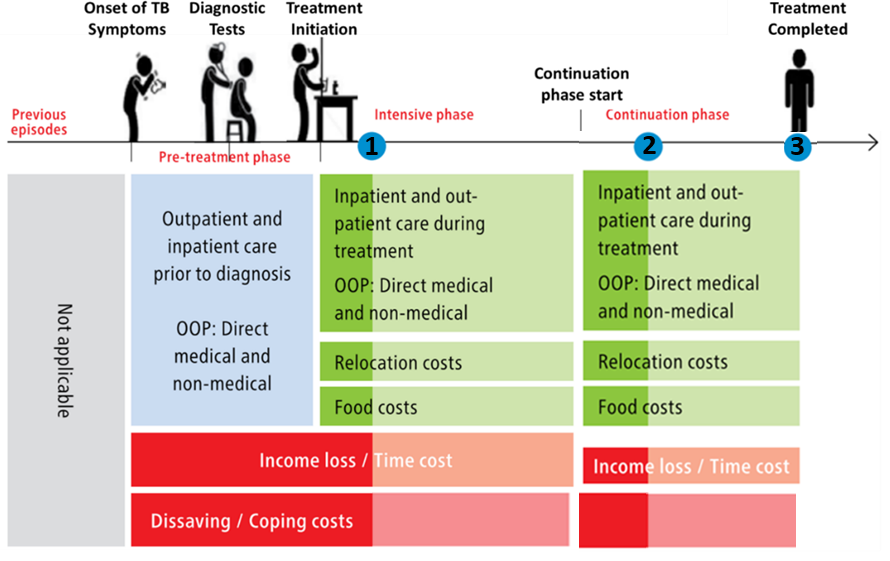 Onset of TB
Symptoms
Diagnostic
Tests
Treatment
Initiation
Treatment
Completed
Continuation
phase start
Previous
episodes
Intensive phase
Continuation phase
Pre-treatment phase
1
2
3
Not applicable
Outpatient and
inpatient care
prior to diagnosis
OOP: Direct
medical and
non-medical
Inpatient and out-
patient care during
treatment
OOP: Direct medical
and non-medical
Relocation costs
Food costs
Inpatient and out-
patient care during
treatment
OOP: Direct medical
and non-medical
Relocation costs
Food costs
Income loss / Time cost
Income loss / Time cost
Dissaving / Coping costs